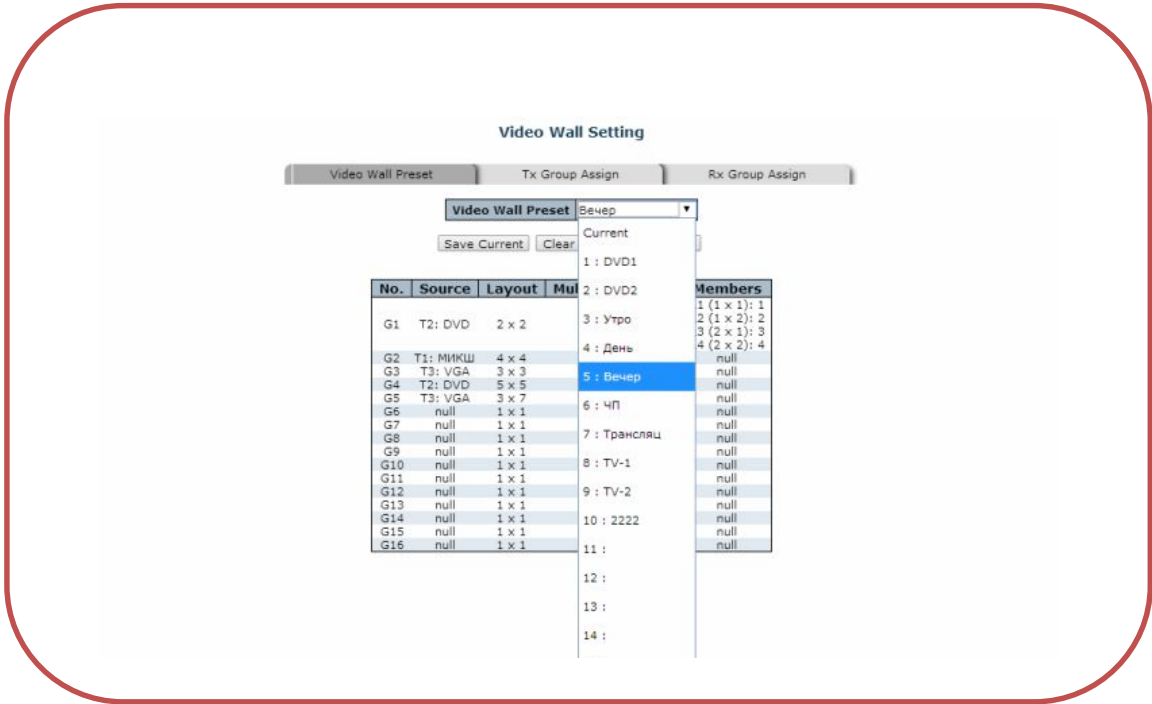 Video Wall Setting
Video Wall Preset Tx Group Assign Rx Group Assign
Video Wall Preset Вечер
Save Current Clear
Current
1 : DVD1
2 : DVD2
3 : Утро
4 : День
5 : Вечер
6 : ЧП
7 : Трансляц
8 : TV-1
9 : TV-2
10 : 2222
11 :
12 :
13 :
14 :
No. Source Layout Mul Members
G1 T2: DVD 2 x 2
1 (1 x 1): 1
2 (1 x 2): 2
3 (2 x 1): 3
4 (2 x 2): 4
G2 T1: МИКШ 4 x 4 null
G3 T3: VGA 3 x 3 null
G4 T2: DVD 5 x 5 null
G5 T3: VGA 3 x 7 null
G6 null 1 x 1 null
G7 null 1 x 1 null
G8 null 1 x 1 null
G9 null 1 x 1 null
G10 null 1 x 1 null
G11 null 1 x 1 null
G12 null 1 x 1 null
G13 null 1 x 1 null
G14 null 1 x 1 null
G15 null 1 x 1 null
G16 null 1 x 1 null